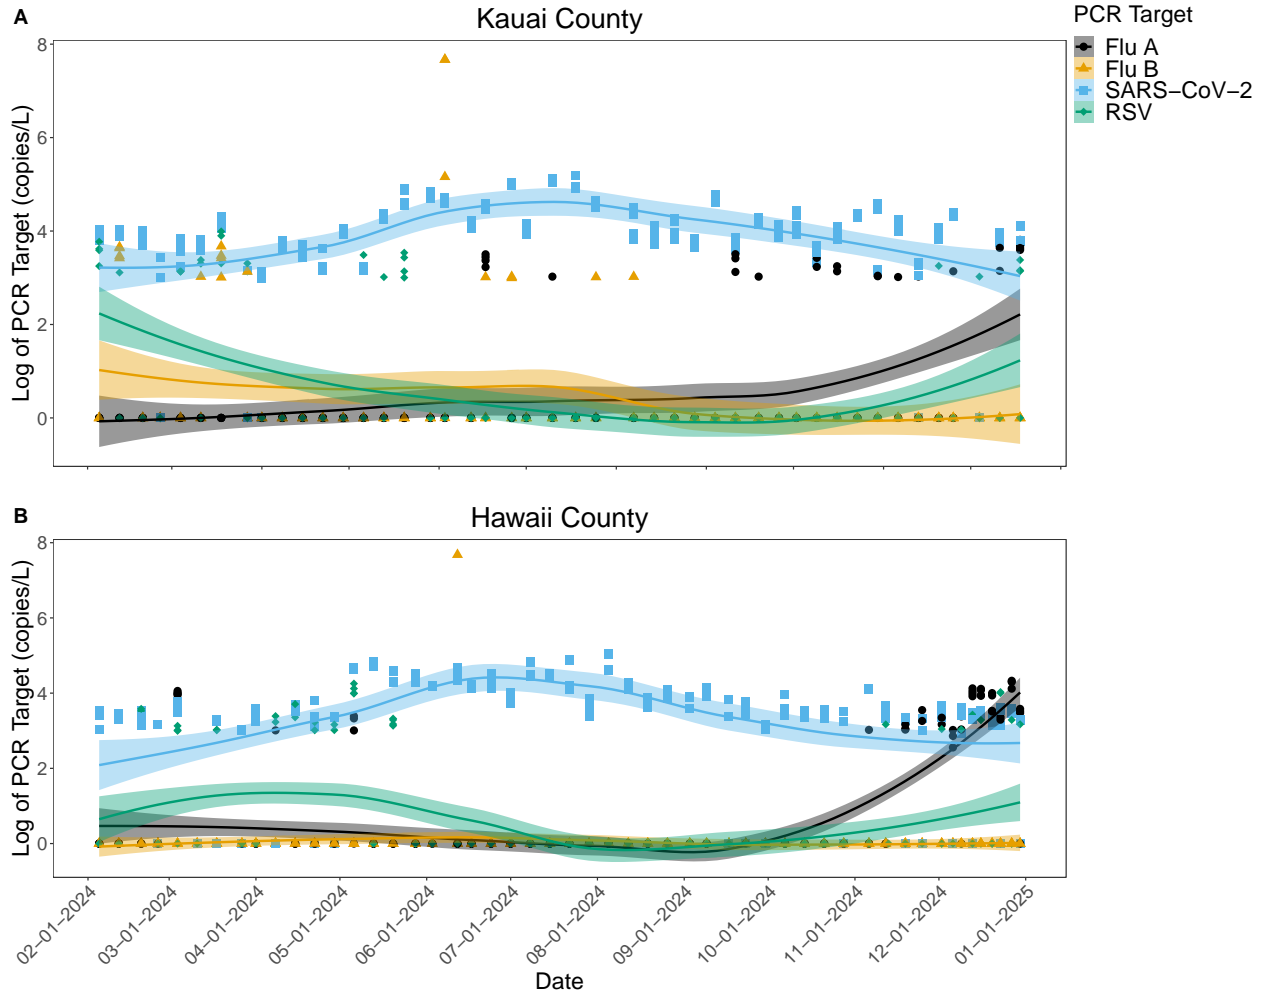 A
Kauai County
PCR Target
Flu A
Flu B
SARS−CoV−2
RSV
Log of PCR Target (copies/L)
8
6
4
2
0
B
Hawaii County
Log of PCR Target (copies/L)
8
6
4
2
0
02−01−2024
03−01−2024
04−01−2024
05−01−2024
06−01−2024
07−01−2024
08−01−2024
09−01−2024
10−01−2024
11−01−2024
12−01−2024
01−01−2025
Date